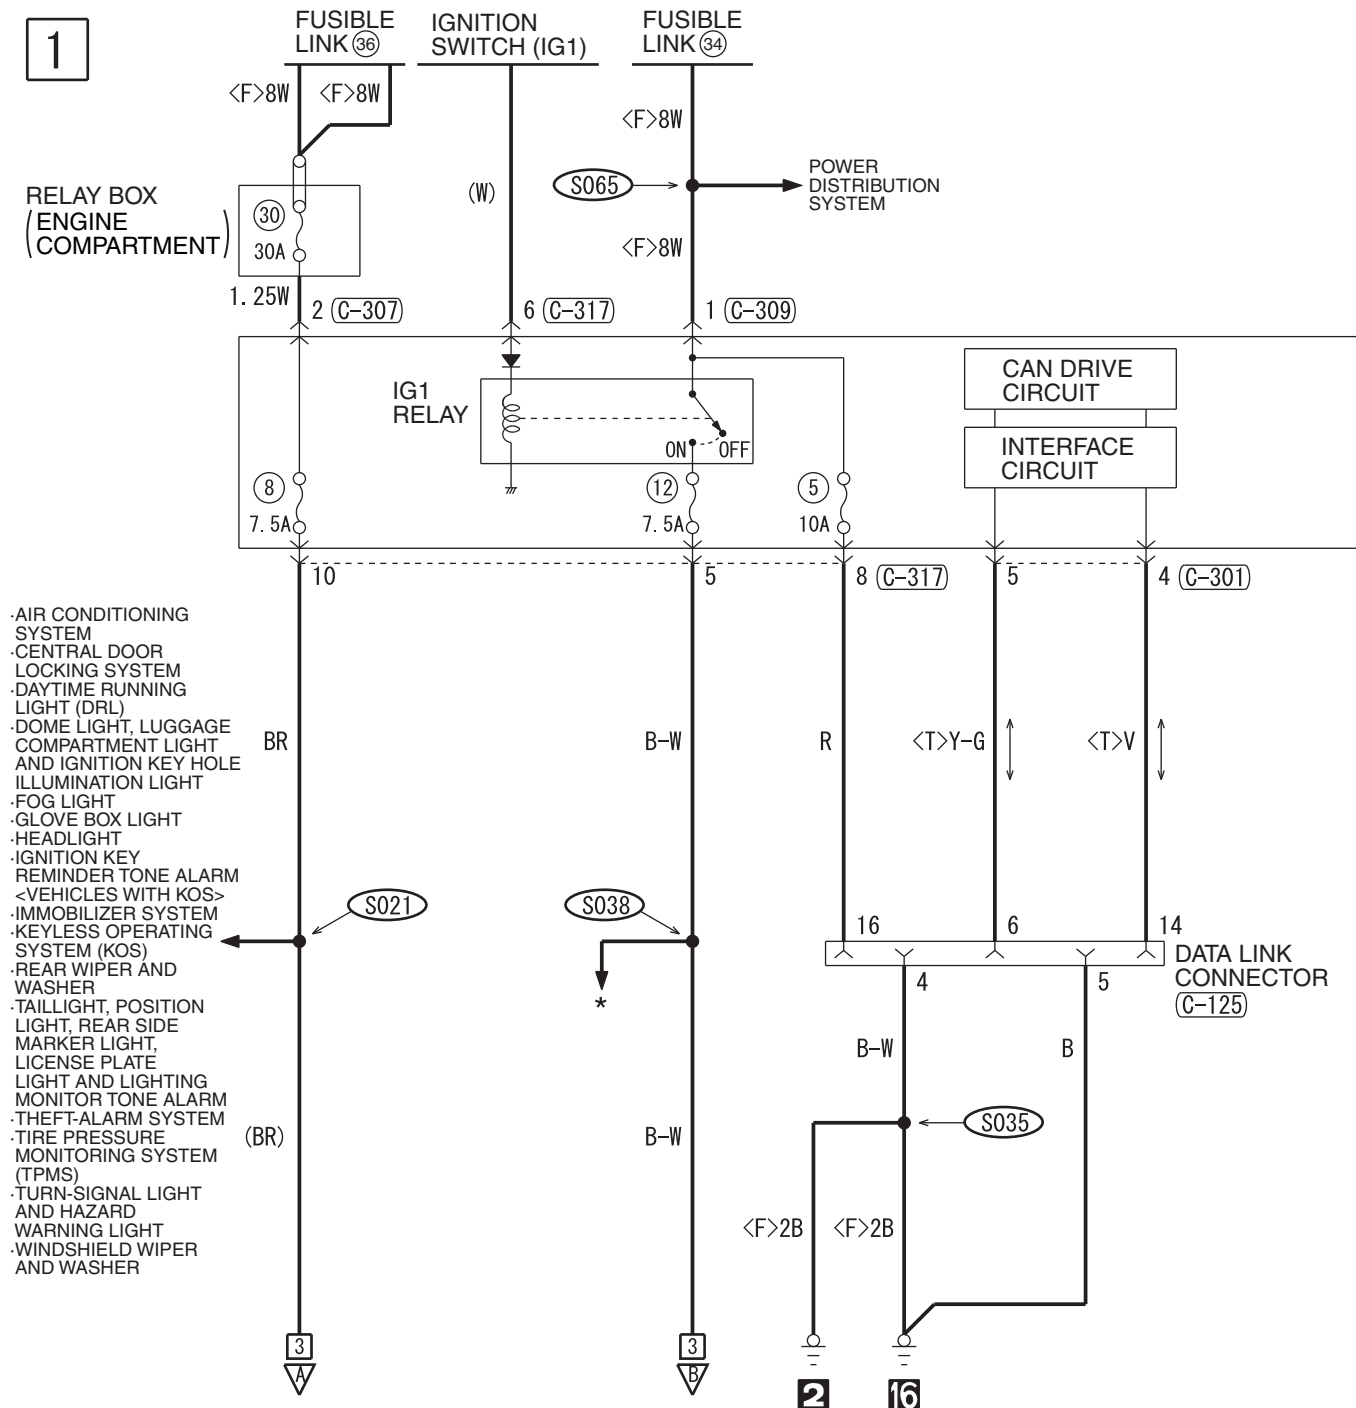 1
FUSIBLE
LINK 36
IGNITION
SWITCH (IG1)
FUSIBLE
LINK 34
<F>8W
<F>8W
<F>8W
RELAY BOX
(ENGINE
COMPARTMENT)
30
30A
(W)
S065
POWER
DISTRIBUTION
SYSTEM
<F>8W
1.25W
2 (C-307)
6 (C-317)
1 (C-309)
IG1
RELAY
ON
OFF
CAN DRIVE
CIRCUIT
INTERFACE
CIRCUIT
8
7.5A
12
7.5A
5
10A
10
5
8 (C-317)
5
4 (C-301)
·AIR CONDITIONING
SYSTEM
·CENTRAL DOOR
LOCKING SYSTEM
·DAYTIME RUNNING
LIGHT (DRL)
·DOME LIGHT, LUGGAGE
COMPARTMENT LIGHT
AND IGNITION KEY HOLE
ILLUMINATION LIGHT
·FOG LIGHT
·GLOVE BOX LIGHT
·HEADLIGHT
·IGNITION KEY
REMINDER TONE ALARM
<VEHICLES WITH KOS>
·IMMOBILIZER SYSTEM
·KEYLESS OPERATING
SYSTEM (KOS)
·REAR WIPER AND
WASHER
·TAILLIGHT, POSITION
LIGHT, REAR SIDE
MARKER LIGHT,
LICENSE PLATE
LIGHT AND LIGHTING
MONITOR TONE ALARM
·THEFT-ALARM SYSTEM
·TIRE PRESSURE
MONITORING SYSTEM
(TPMS)
·TURN-SIGNAL LIGHT
AND HAZARD
WARNING LIGHT
·WINDSHIELD WIPER
AND WASHER
BR
B-W
R
<T>Y-G
<T>V
S021
S038
*
16
6
14
DATA LINK
CONNECTOR
(C-125)
4
5
B-W
B
S035
(BR)
B-W
<F>2B
<F>2B
3
A
3
B
2
16